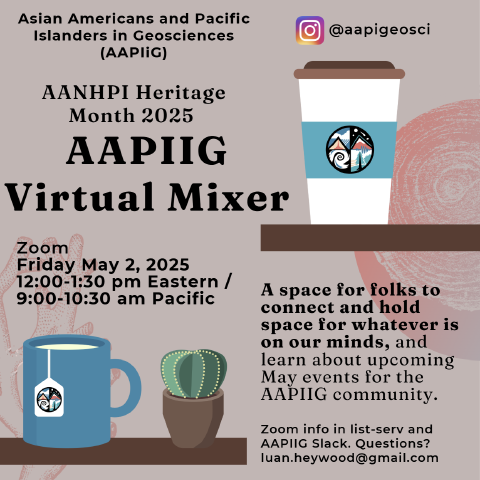 Asian Americans and Pacific
Islanders in Geosciences
(AAPIiG)
@aapigeosci
AANHPI Heritage
Month 2025
AAPIIG
Virtual Mixer
Zoom
Friday May 2, 2025
12:00-1:30 pm Eastern /
9:00-10:30 am Pacific
A space for folks to
connect and hold
space for whatever is
on our minds, and
learn about upcoming
May events for the
AAPIIG community.
Zoom info in list-serv and
AAPIIG Slack. Questions?
luan.heywood@gmail.com